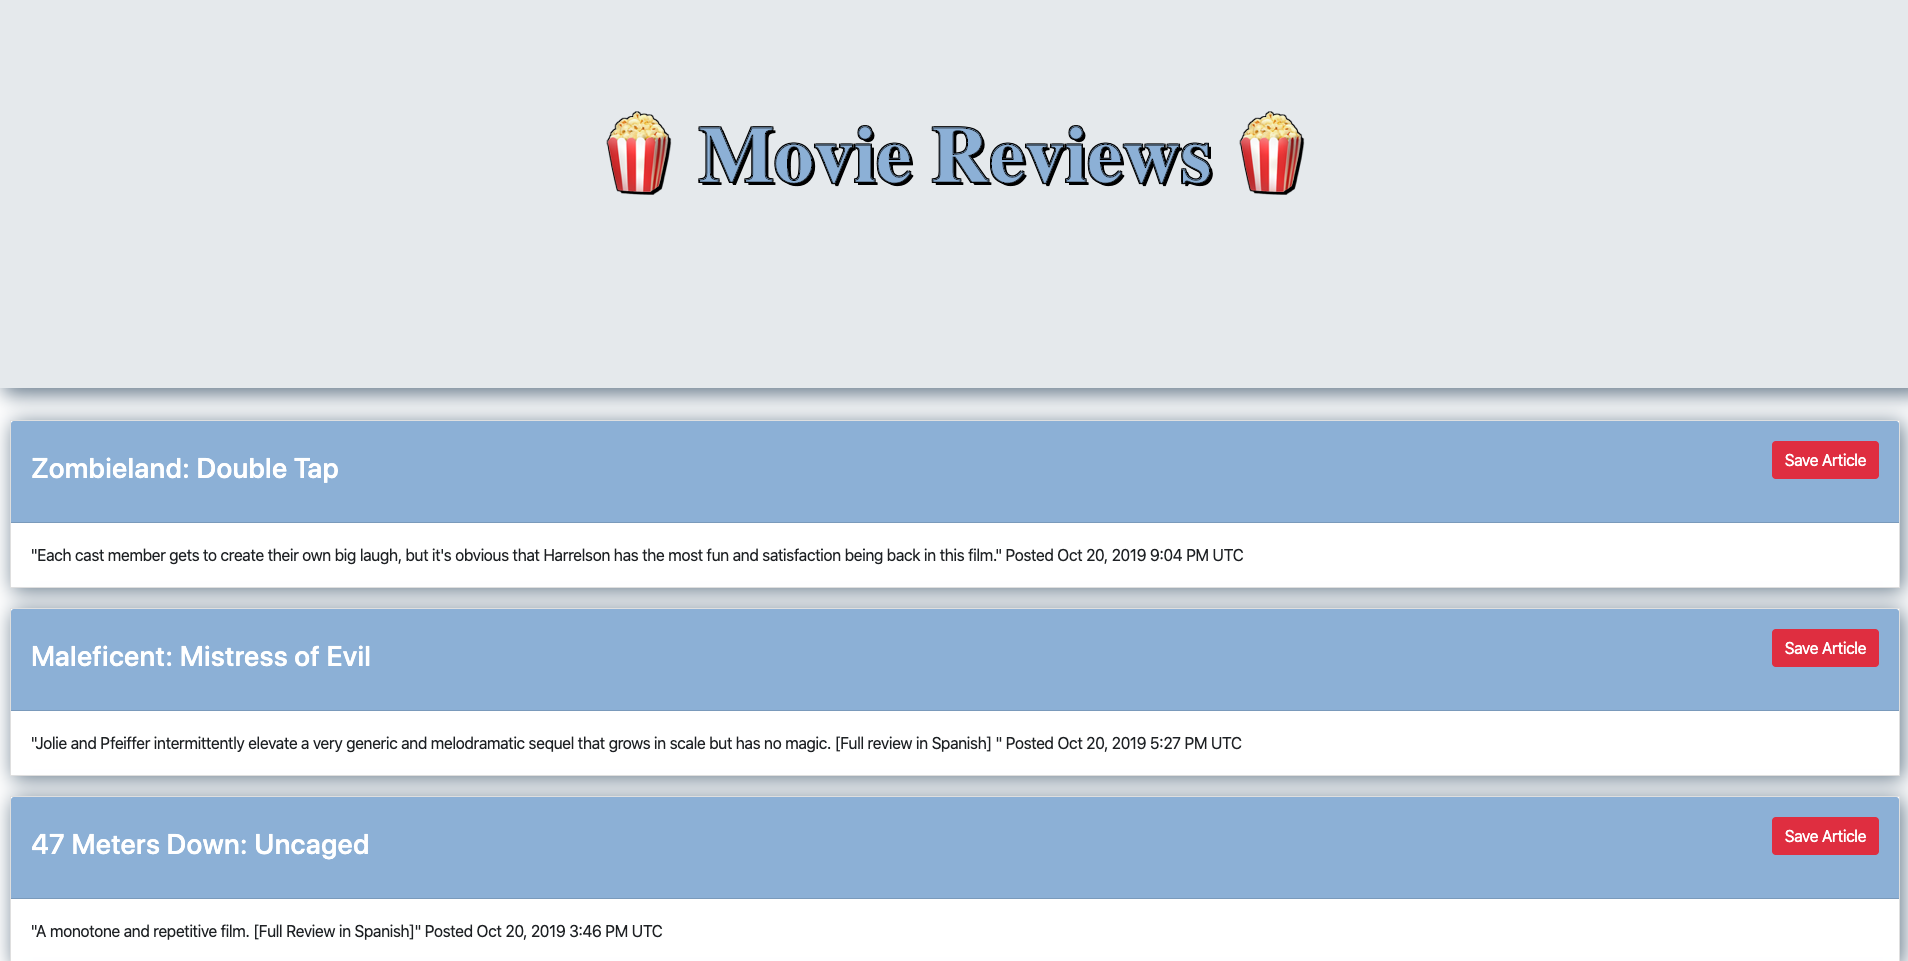 Movie Reviews
Zombieland: Double Tap
Save Article
"Each cast member gets to create their own big laugh, but it's obvious that Harrelson has the most fun and satisfaction being back in this film." Posted Oct 20, 2019 9:04 PM UTC
Maleficent: Mistress of Evil
Save Article
"Jolie and Pfeiffer intermittently elevate a very generic and melodramatic sequel that grows in scale but has no magic. [Full review in Spanish] " Posted Oct 20, 2019 5:27 PM UTC
47 Meters Down: Uncaged
Save Article
"A monotone and repetitive film. [Full Review in Spanish]" Posted Oct 20, 2019 3:46 PM UTC